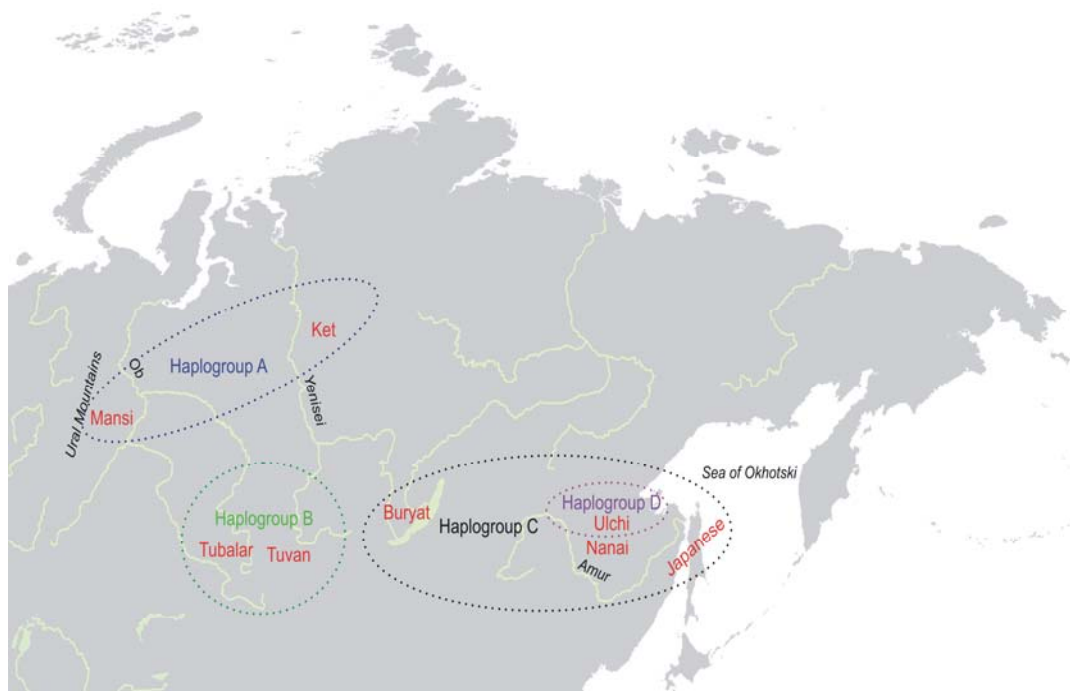 Ket
Haplogroup A
Ob
Ural Mountains
Yenisei
Mansi
Sea of Okhotski
Haplogroup D
Buryat
Haplogroup B
Haplogroup C
Ulchi
Japanese
Tubalar
Tuvan
Nanai
Amur